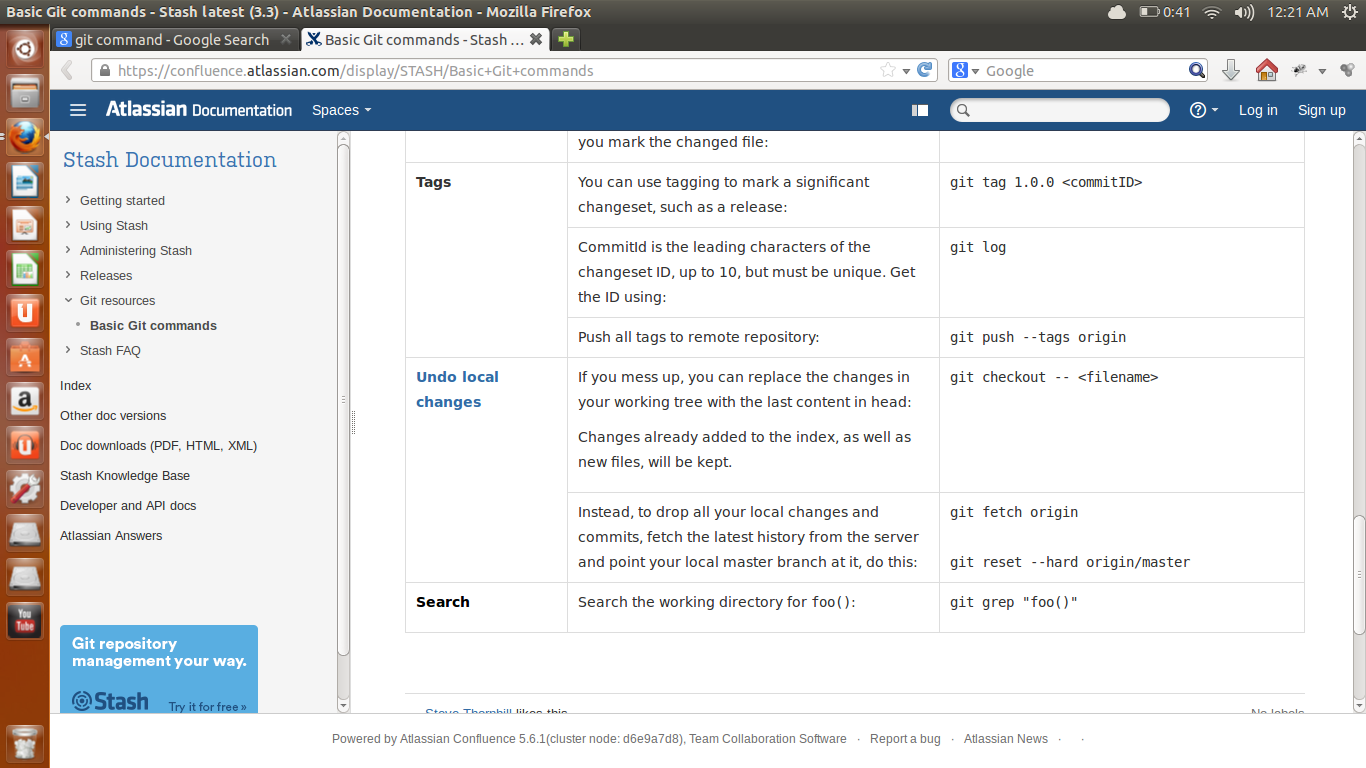 Basic Git commands - Stash latest (3.3) - Atlassian Documentation - Mozilla Firefox
0:41
12:21 AM
git command - Google Search
Basic Git commands - Stash ...
https://confluence.atlassian.com/display/STASH/Basic+Git+commands
Google
Atlassian Documentation
Spaces
Log in
Sign up
Stash Documentation
Getting started
Using Stash
Administering Stash
Releases
Git resources
Basic Git commands
Stash FAQ
Index
Other doc versions
Doc downloads (PDF, HTML, XML)
Stash Knowledge Base
Developer and API docs
Atlassian Answers
Git repository
management your way.
Stash
Try it for free »
you mark the changed file:
Tags
You can use tagging to mark a significant
changeset, such as a release:
git tag 1.0.0 <commitID>
CommitId is the leading characters of the
changeset ID, up to 10, but must be unique. Get
the ID using:
git log
Push all tags to remote repository:
git push --tags origin
Undo local
changes
If you mess up, you can replace the changes in
your working tree with the last content in head:
Changes already added to the index, as well as
new files, will be kept.
git checkout -- <filename>
Instead, to drop all your local changes and
commits, fetch the latest history from the server
and point your local master branch at it, do this:
git fetch origin
git reset --hard origin/master
Search
Search the working directory for foo():
git grep "foo()"
Steve Thornhill likes this
No labels
Powered by Atlassian Confluence 5.6.1(cluster node: d6e9a7d8), Team Collaboration Software · Report a bug · Atlassian News · ·
You
Tube